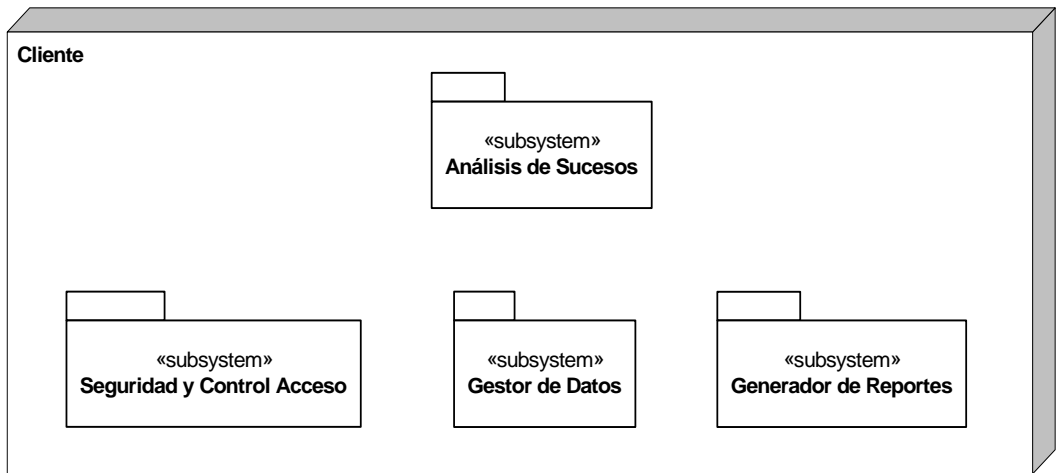 Cliente
«subsystem»
Análisis de Sucesos
«subsystem»
Seguridad y Control Acceso
«subsystem»
Gestor de Datos
«subsystem»
Generador de Reportes